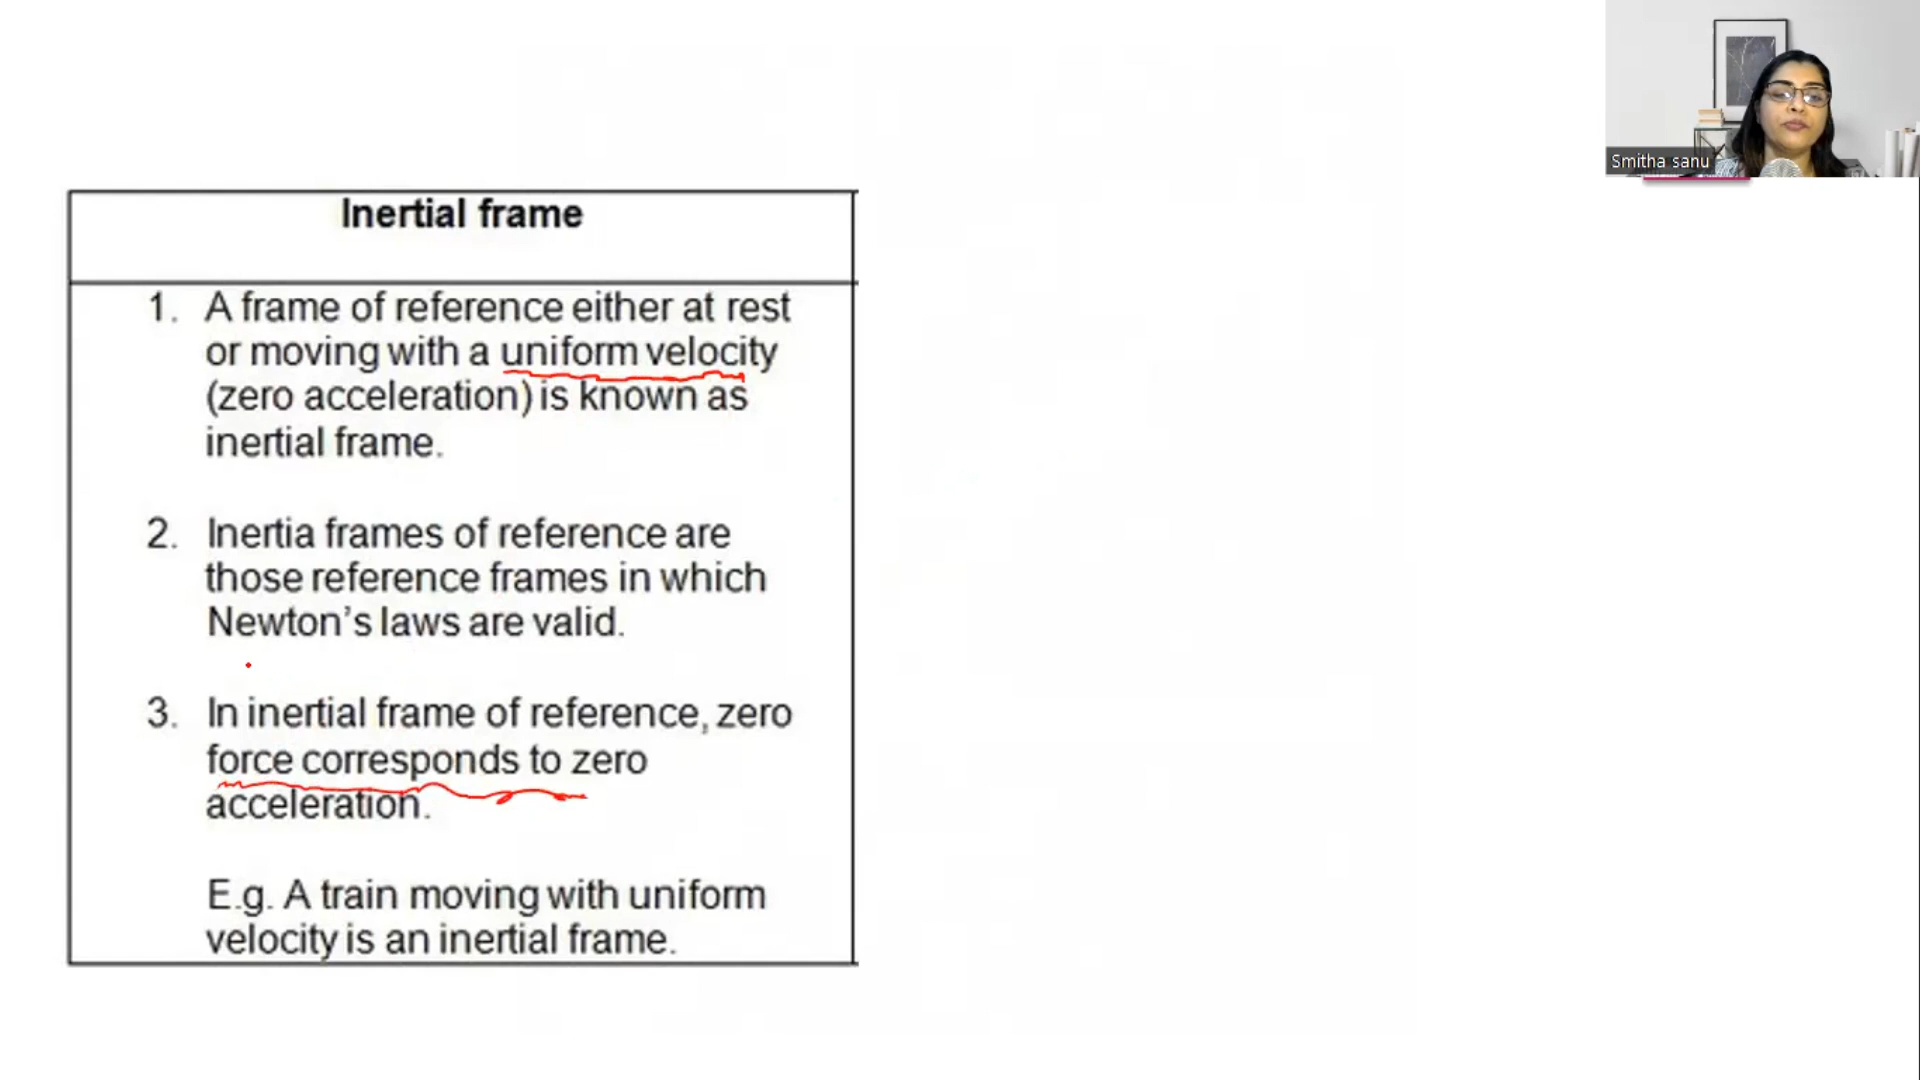 Smitha sanu
Inertial frame
1. A frame of reference either at rest
or moving with a uniform velocity
(zero acceleration) is known as
inertial frame.
2. Inertia frames of reference are
those reference frames in which
Newton's laws are valid.
3. In inertial frame of reference, zero
force corresponds to zero
acceleration.
E.g. A train moving with uniform
velocity is an inertial frame.